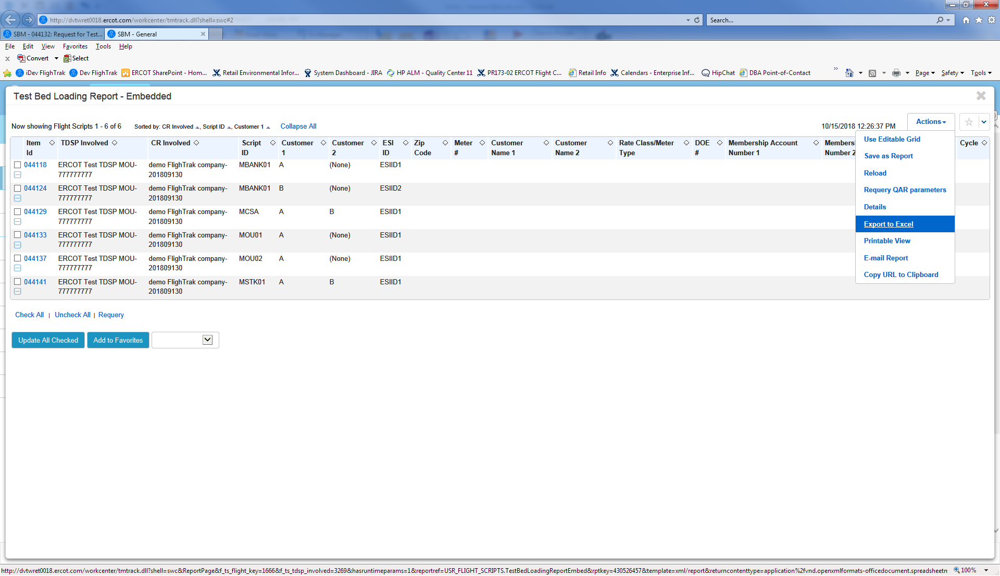 http://dvtwret0018.ercot.com/workcenter/tmtrack.dll?shell=swc#2
Search...
SBM - 044132: Request for Test... SBM - General
File Edit View Favorites Tools Help
x Convert Select
iDev FlighTrak Dev FlighTrak ERCOT SharePoint - Hom... Retail Environmental Infor... System Dashboard - JIRA HP ALM - Quality Center 11 PR173-02 ERCOT Flight C... Retail Info Calendars - Enterprise Inf... HipChat DBA Point-of-Contact » Page Safety Tools
Test Bed Loading Report - Embedded
Now showing Flight Scripts 1 - 6 of 6 Sorted by: CR Involved , Script ID , Customer 1 Collapse All 10/15/2018 12:26:37 PM Actions
Item Id TDSP Involved CR Involved Script ID Customer 1 Customer 2 ESI ID Zip Code Meter # Customer Name 1 Customer Name 2 Rate Class/Meter Type DOE # Membership Account Number 1 Number 2 Cycle
044118 ERCOT Test TDSP MOU-777777777 demo FlighTrak company-201809130 MBANK01 A (None) ESIID1
044124 ERCOT Test TDSP MOU-777777777 demo FlighTrak company-201809130 MBANK01 B (None) ESIID2
044129 ERCOT Test TDSP MOU-777777777 demo FlighTrak company-201809130 MCSA A B ESIID1
044133 ERCOT Test TDSP MOU-777777777 demo FlighTrak company-201809130 MOU01 A (None) ESIID1
044137 ERCOT Test TDSP MOU-777777777 demo FlighTrak company-201809130 MOU02 A (None) ESIID1
044141 ERCOT Test TDSP MOU-777777777 demo FlighTrak company-201809130 MSTK01 A B ESIID1
Use Editable Grid
Save as Report
Reload
Requery QAR parameters
Details
Export to Excel
Printable View
E-mail Report
Copy URL to Clipboard
Check All | Uncheck All | Requery
Update All Checked Add to Favorites
http://dvtwret0018.ercot.com/workcenter/tmtrack.dll?shell=swc&ReportPage&f_ts_flight_key=1666&f_ts_tdsp_involved=3269&hasruntimeparams=1&reportref=USR_FLIGHT_SCRIPTS.TestBedLoadingReportEmbed&rptkey=430526457&template=xml/report&returncontenttype=application%2fvnd.openxmlformats-officedocument.spreadsheetm 100%